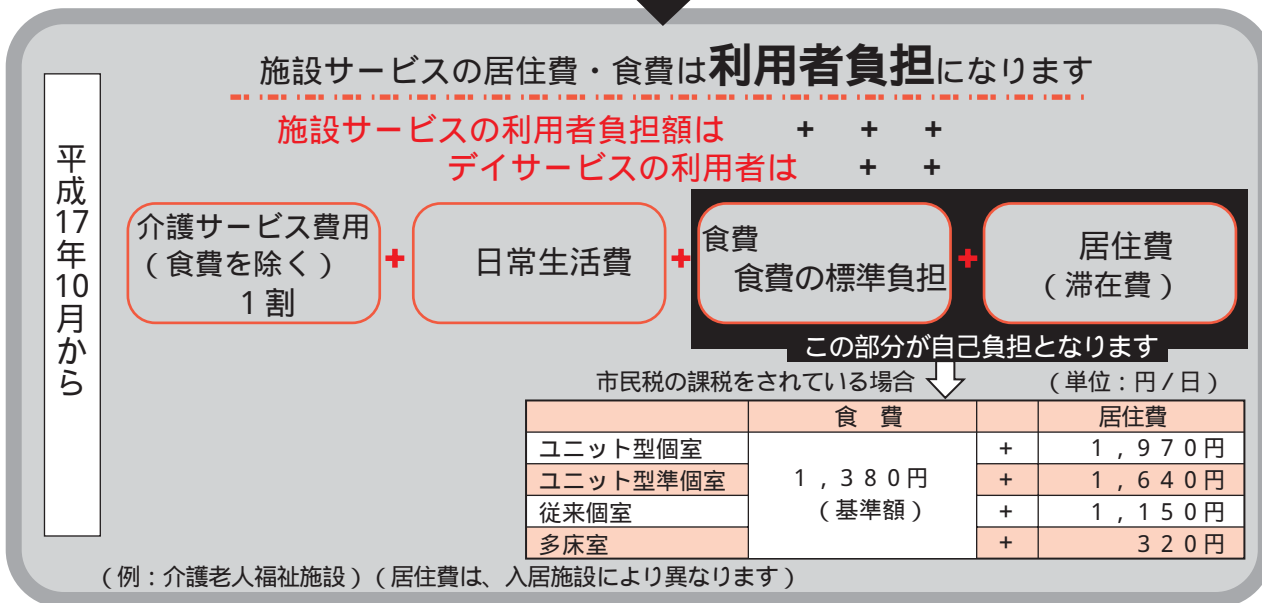 施設サービスの居住費・食費は利用者負担になります
施設サービスの利用者負担額は　＋　＋　＋
デイサービスの利用者は　＋　＋
平成17年10月から
介護サービス費用
（食費を除く）
１割
+
日常生活費
+
食費
食費の標準負担
+
居住費
（滞在費）
この部分が自己負担となります
市民税の課税をされている場合　（単位：円／日）
食　費　居住費
ユニット型個室　＋　１，９７０円
ユニット型準個室　＋　１，６４０円
１，３８０円
（基準額）
従来個室　＋　１，１５０円
多床室　＋　３２０円
（例：介護老人福祉施設）（居住費は、入居施設により異なります）